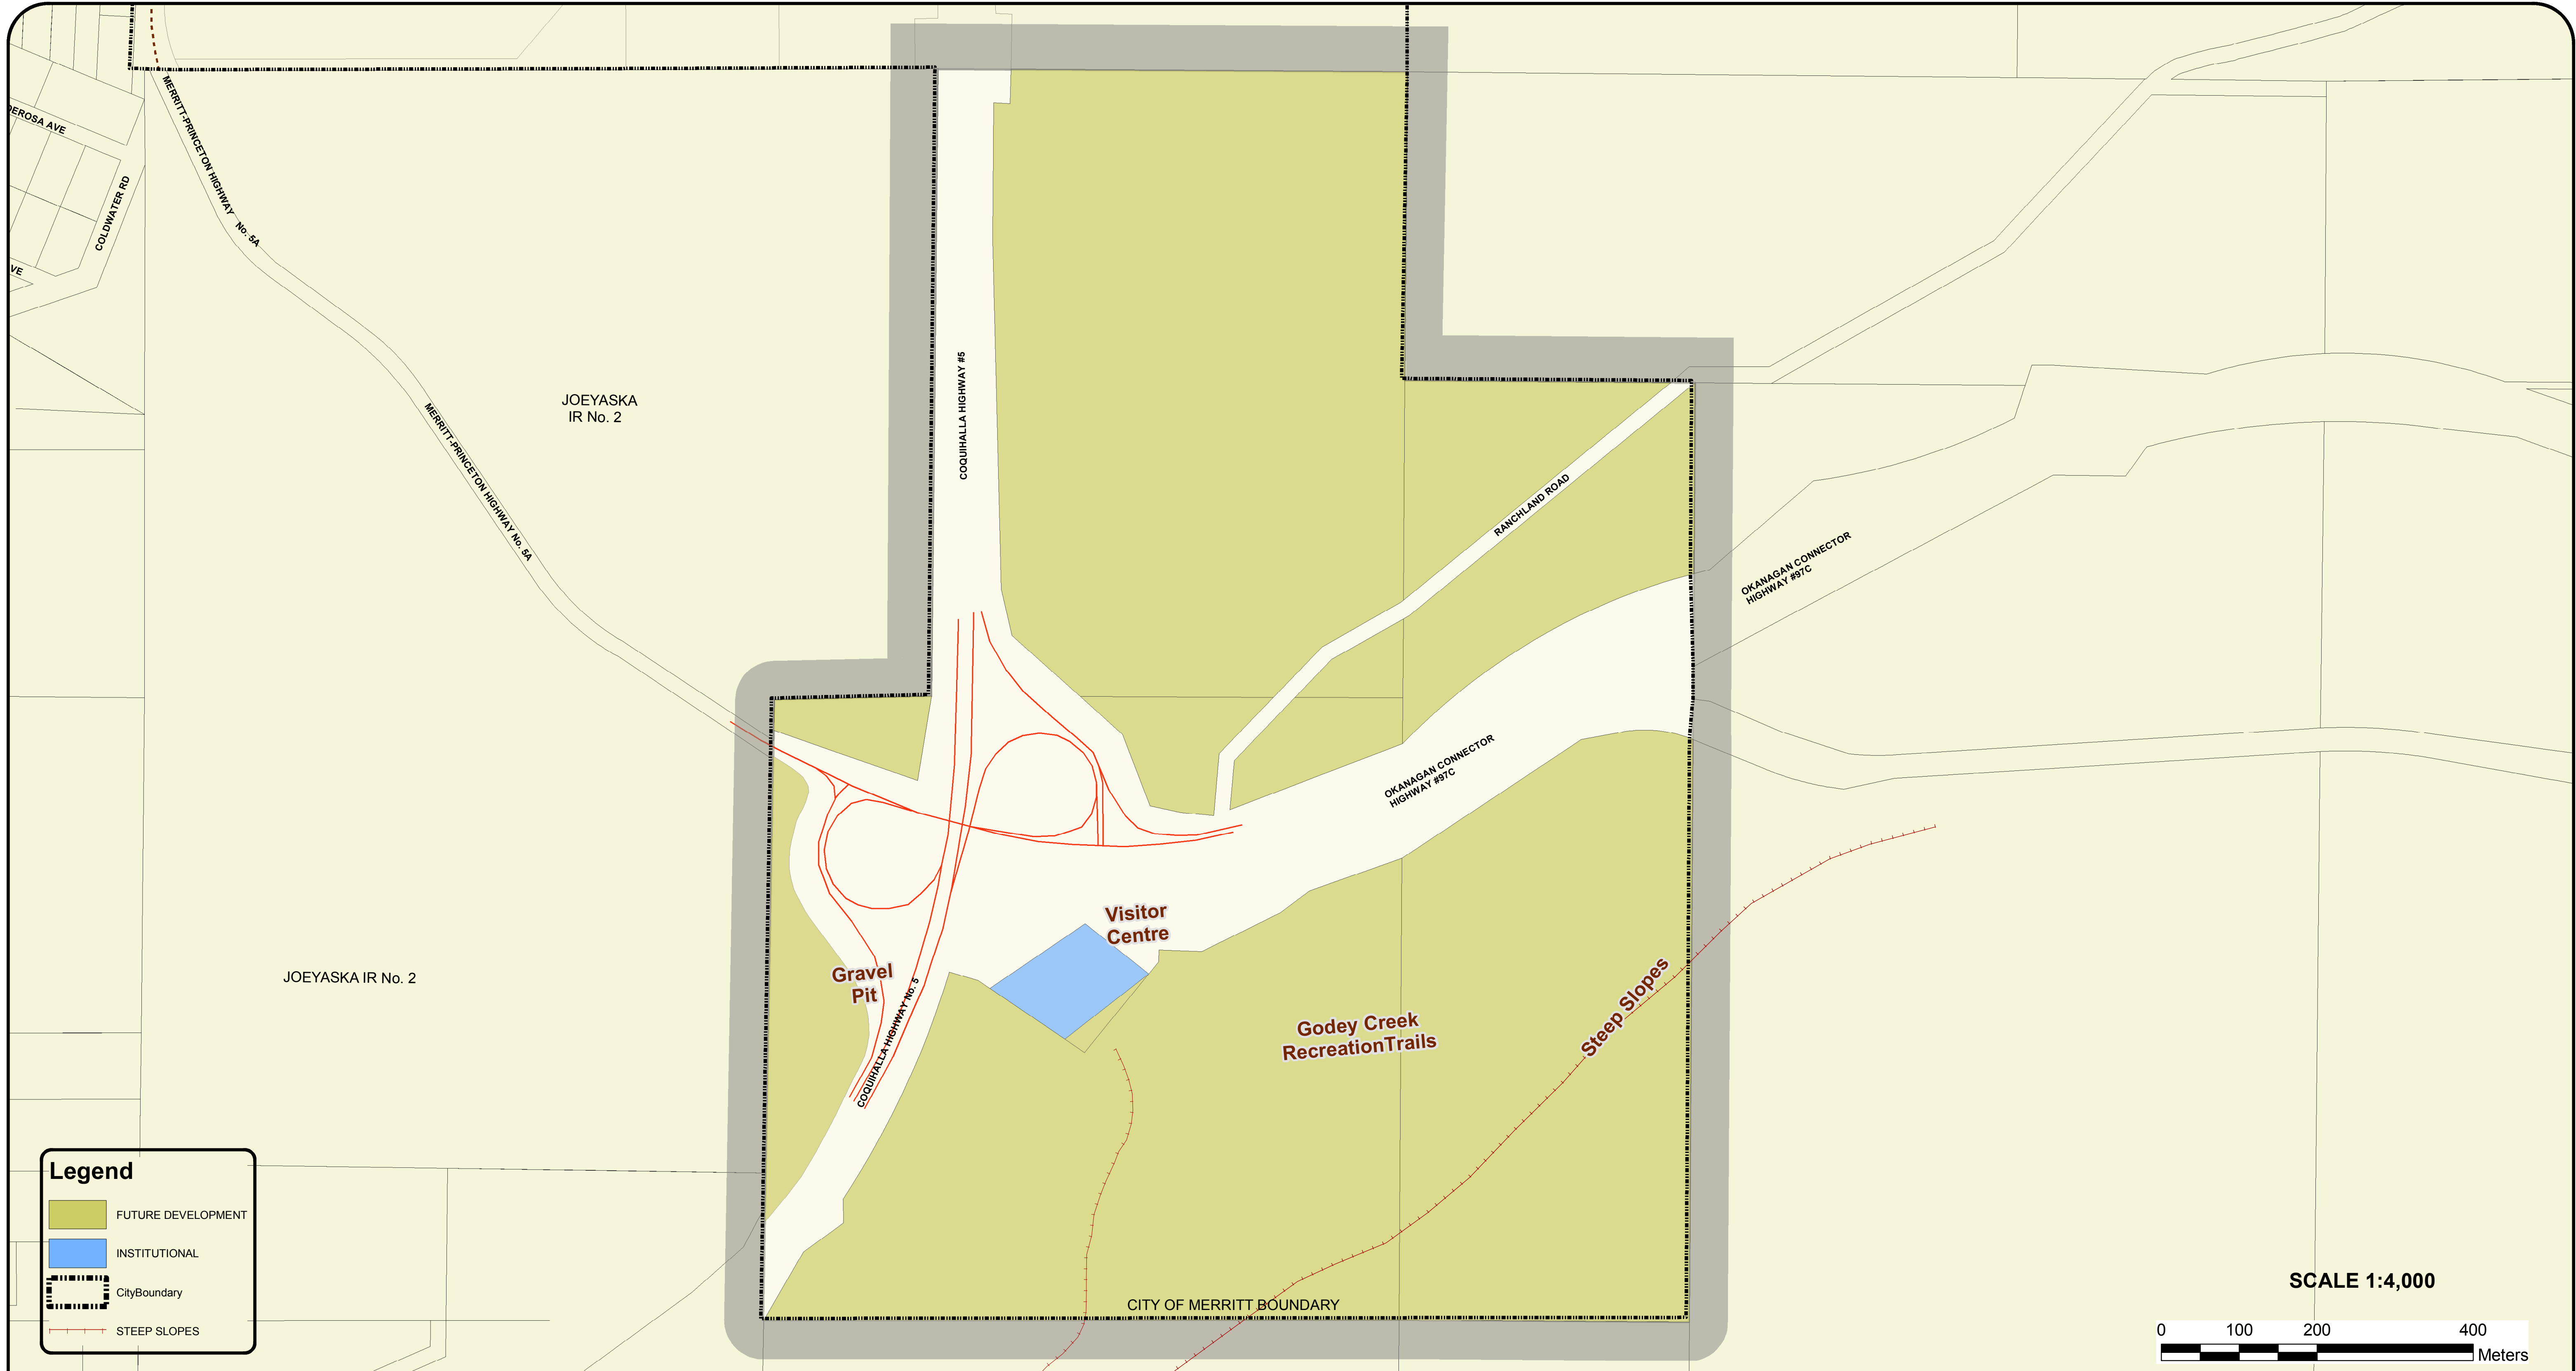 DEROSA AVE
COLDWATER RD
VE
MERRITT-PRINCETON HIGHWAY No. 5A
MERRITT-PRINCETON HIGHWAY No. 5A
JOEYASKA
IR No. 2
COQUIHALLA HIGHWAY #5
RANCHLAND ROAD
OKANAGAN CONNECTOR
HIGHWAY #97C
OKANAGAN CONNECTOR
HIGHWAY #97C
Visitor
Centre
Gravel
Pit
COQUIHALLA HIGHWAY No. 5
JOEYASKA IR No. 2
Godey Creek
RecreationTrails
Steep Slopes
CITY OF MERRITT BOUNDARY
Legend
FUTURE DEVELOPMENT
INSTITUTIONAL
CityBoundary
STEEP SLOPES
SCALE 1:4,000
0 100 200 400
Meters